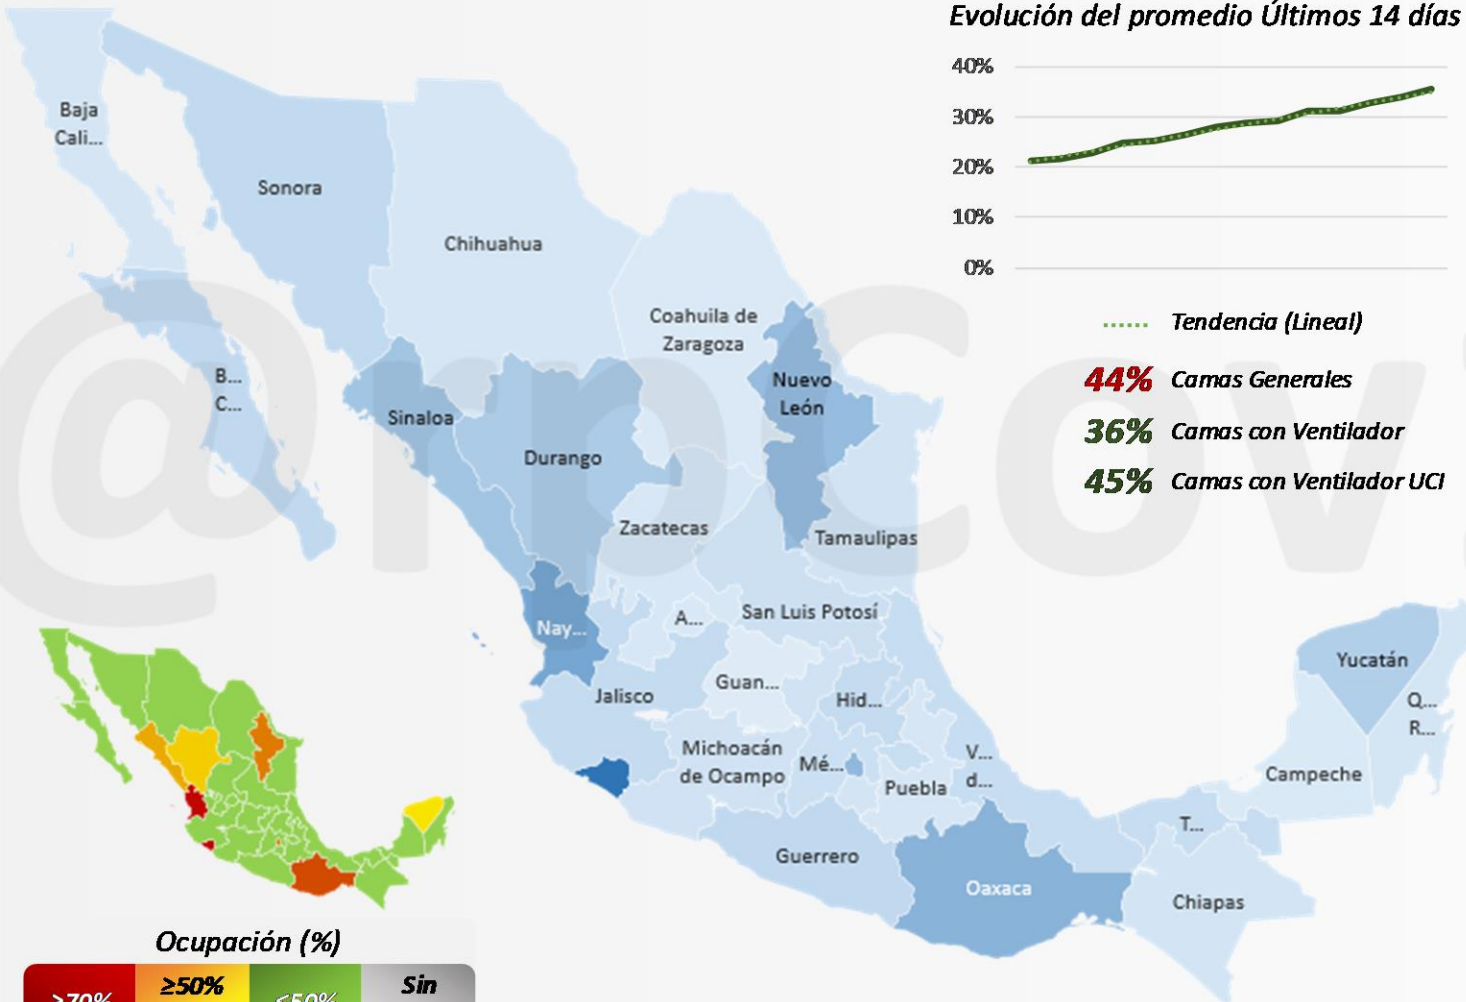 Evolución del promedio Últimos 14 días
40%
30%
20%
10%
0%
Tendencia (Lineal)
44% Camas Generales
36% Camas con Ventilador
45% Camas con Ventilador UCI
Baja
Cali...
Sonora
Chihuahua
Coahuila de
Zaragoza
B...
C...
Sinaloa
Nuevo
León
Durango
Zacatecas
Tamaulipas
A...
San Luis Potosí
Nay...
Jalisco
Guan...
Hid...
Yucatán
Q...
R...
Michoacán
de Ocampo
Mé...
Puebla
V...
d...
Campeche
T...
Guerrero
Oaxaca
Chiapas
@rpCov
Ocupación (%)
≥50%
Sin
≥70%
<50%